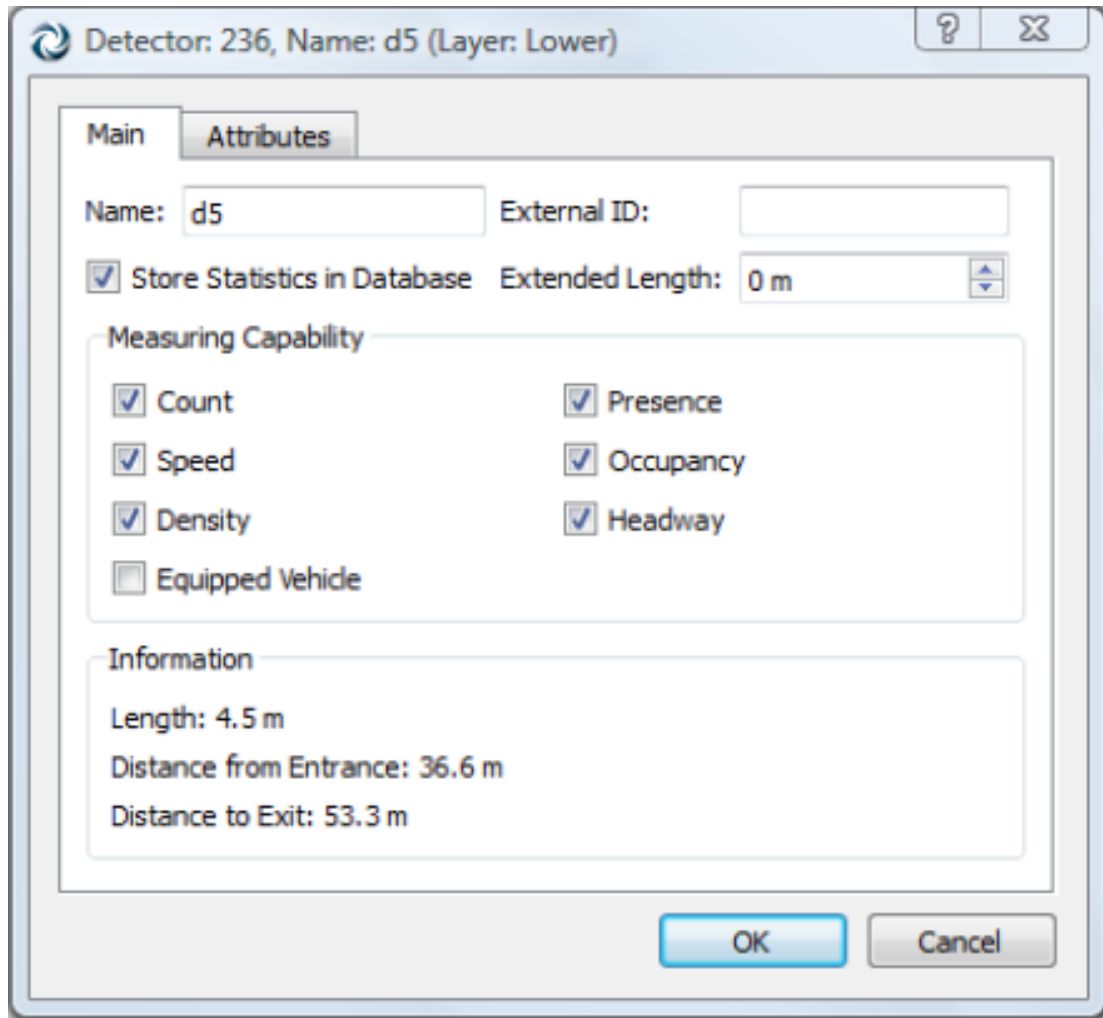 Detector: 236, Name: d5 (Layer: Lower)
Main Attributes
Name: d5 External ID:
Store Statistics in Database Extended Length: 0 m
Measuring Capability
Count Presence
Speed Occupancy
Density Headway
Equipped Vehicle
Information
Length: 4.5 m
Distance from Entrance: 36.6 m
Distance to Exit: 53.3 m
OK Cancel